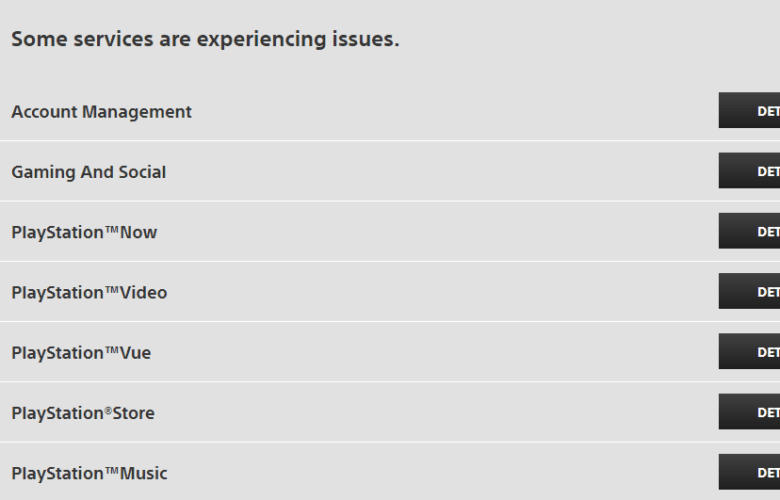 Some services are experiencing issues.
Account Management
DET
Gaming And Social
DET
PlayStation™Now
DET
PlayStation™Video
DET
PlayStation™Vue
DET
PlayStation®Store
DET
PlayStation™Music
DET